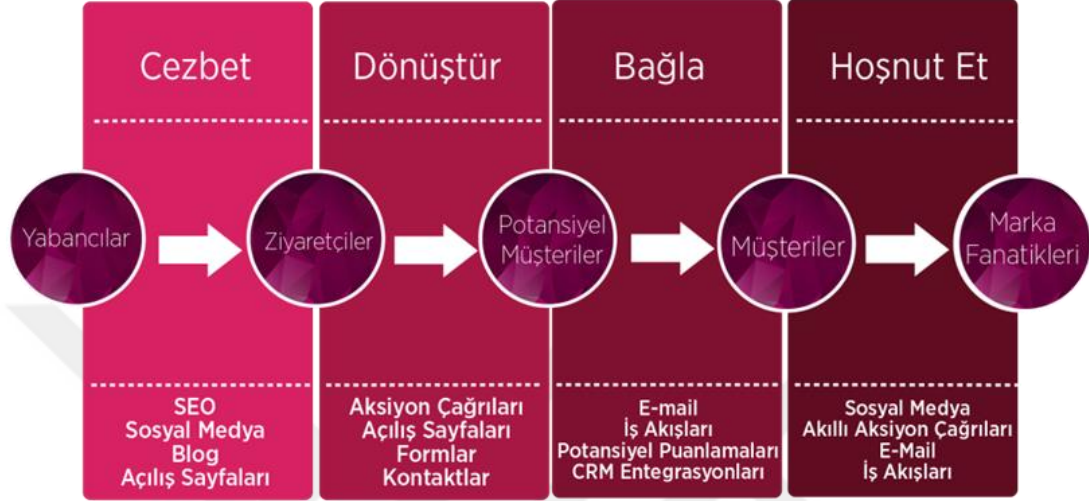 Cezbet
Dönüştür
Bağla
Hoşnut Et
Yabancılar
Ziyaretçiler
Potansiyel
Müşteriler
Müşteriler
Marka
Fanatikleri
SEO
Sosyal Medya
Blog
Açılış Sayfaları
Aksiyon Çağrıları
Açılış Sayfaları
Formlar
Kontaktlar
E-mail
İş Akışları
Potansiyel Puanlamaları
CRM Entegrasyonları
Sosyal Medya
Akıllı Aksiyon Çağrıları
E-Mail
İş Akışları